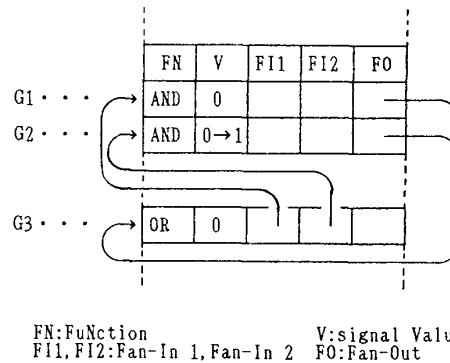 FN V FI1 FI2 FO
G1··· AND 0
G2··· AND 0→1
G3··· OR 0
FN:FuNction V:signal Valu
FI1,FI2:Fan-In 1,Fan-In 2 FO:Fan-Out